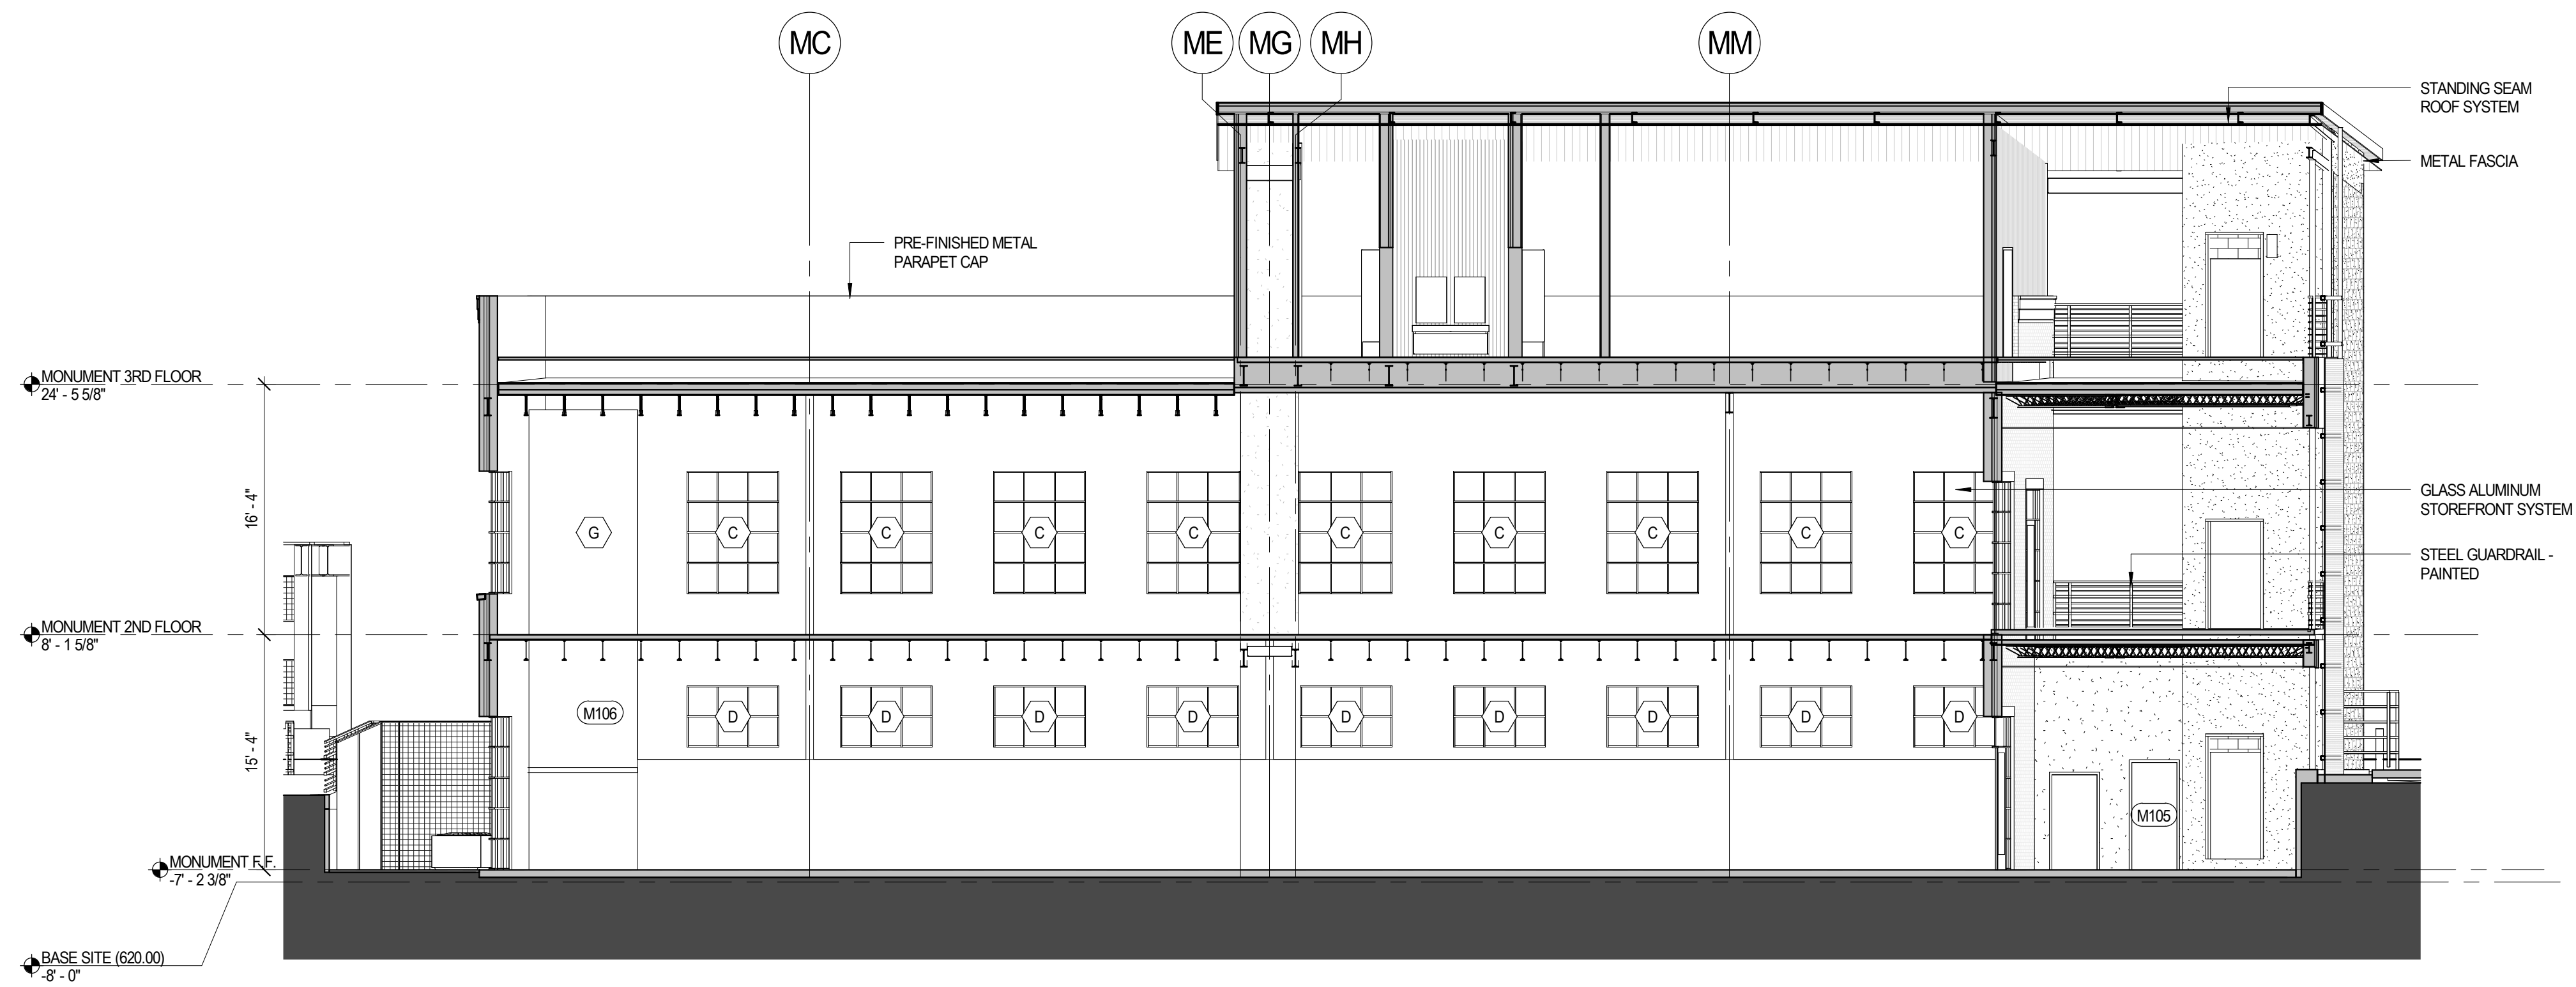 MC
ME
MG
MH
MM
STANDING SEAM
ROOF SYSTEM
METAL FASCIA
PRE-FINISHED METAL
PARAPET CAP
MONUMENT 3RD FLOOR
24' - 5 5/8"
16' - 4"
GLASS ALUMINUM
STOREFRONT SYSTEM
G
C
C
C
C
C
C
C
C
C
STEEL GUARDRAIL -
PAINTED
MONUMENT 2ND FLOOR
8' - 1 5/8"
M106
D
D
D
D
D
D
D
D
D
15' - 4"
M105
MONUMENT F.F.
-7' - 2 3/8"
BASE SITE (620.00)
-8' - 0"